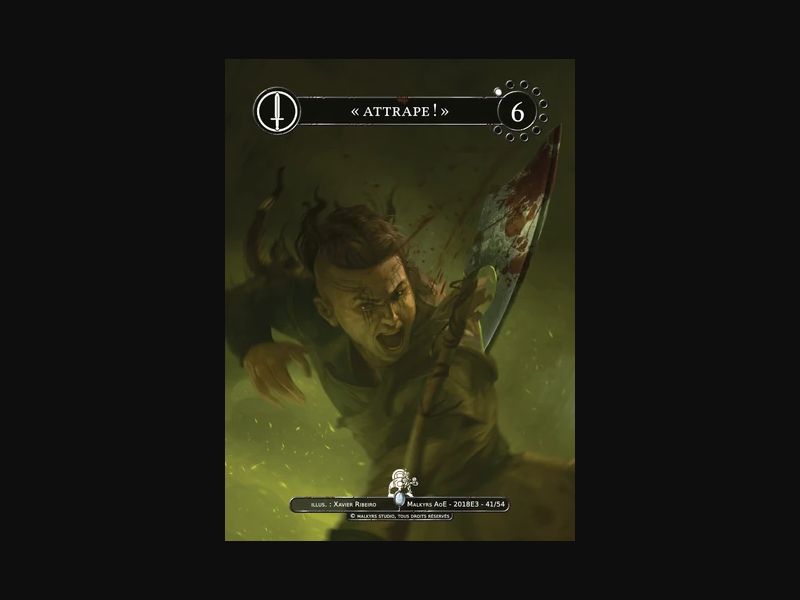 « ATTRAPE ! »
6
illus. : Xavier Ribeiro
Malkyrs AoE - 2018E3 - 41/54
© malkyrs studio, tous droits réservés